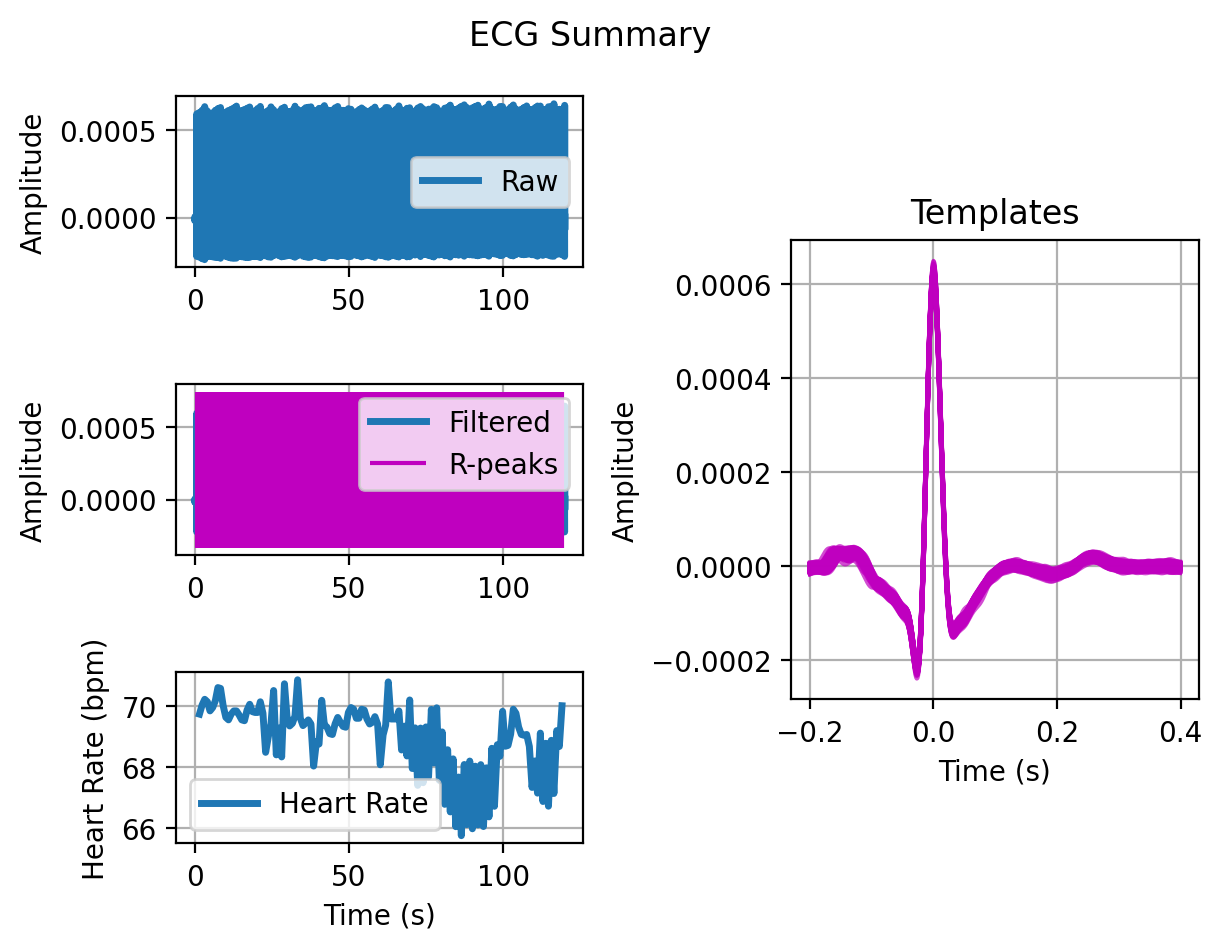 ECG Summary
Amplitude
0.0005
0.0000
Raw
0
50
100
Amplitude
0.0005
0.0000
Filtered
R-peaks
0
50
100
Heart Rate (bpm)
70
68
66
Heart Rate
0
50
100
Time (s)
Templates
Amplitude
0.0006
0.0004
0.0002
0.0000
−0.0002
−0.2
0.0
0.2
0.4
Time (s)